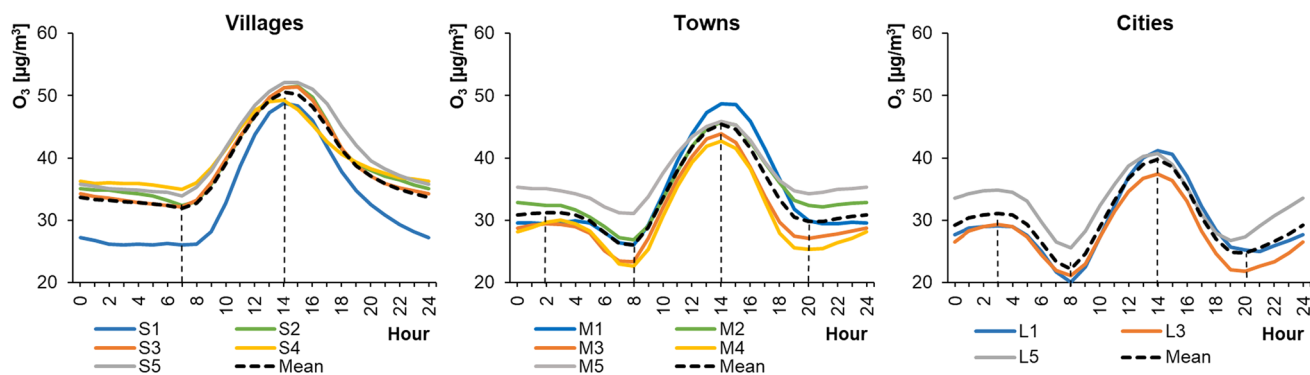 Villages
O₃ [µg/m³]
60
50
40
30
20
0 2 4 6 8 10 12 14 16 18 20 22 24
Hour
S1 S2
S3 S4
S5 Mean
Towns
O₃ [µg/m³]
60
50
40
30
20
0 2 4 6 8 10 12 14 16 18 20 22 24
Hour
M1 M2
M3 M4
M5 Mean
Cities
O₃ [µg/m³]
60
50
40
30
20
0 2 4 6 8 10 12 14 16 18 20 22 24
Hour
L1 L3
L5 Mean